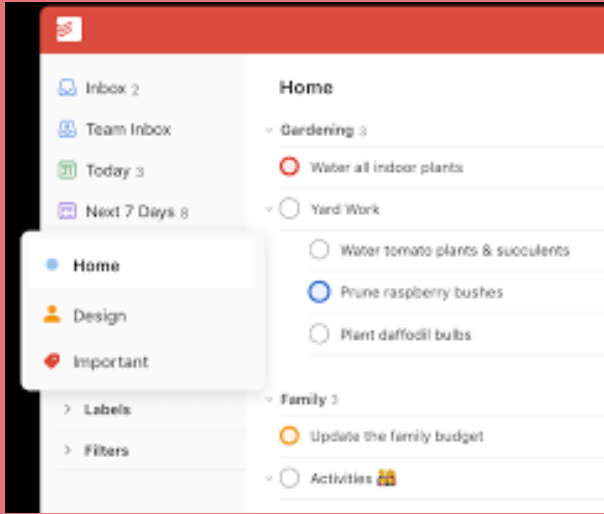 Inbox 2
Team Inbox
Today 3
Next 7 Days 8
Home
Design
Important
Labels
Filters
Home
Gardening 3
Water all indoor plants
Yard Work
Water tomato plants & succulents
Prune raspberry bushes
Plant daffodil bulbs
Family 3
Update the family budget
Activities 👨‍👩‍👧‍👦